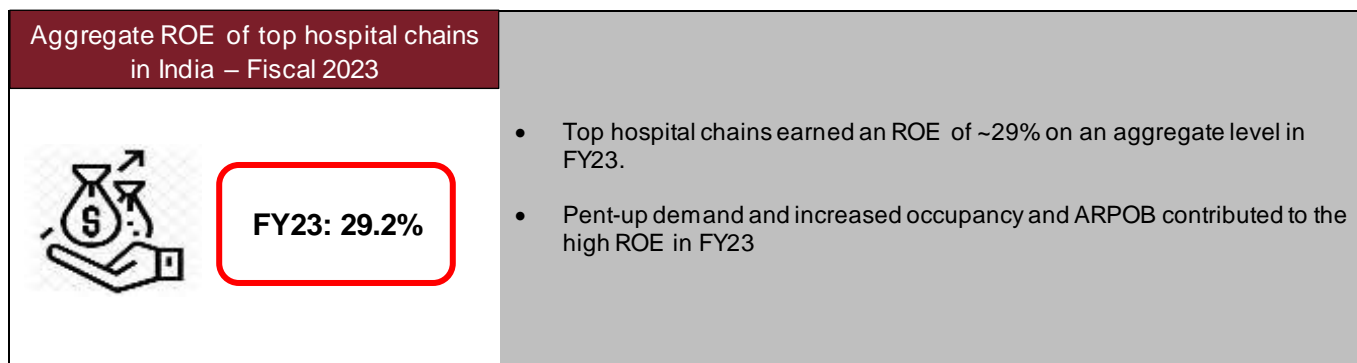 Aggregate ROE of top hospital chains
in India – Fiscal 2023
$
FY23: 29.2%
• Top hospital chains earned an ROE of ~29% on an aggregate level in
FY23.
• Pent-up demand and increased occupancy and ARPOB contributed to the
high ROE in FY23